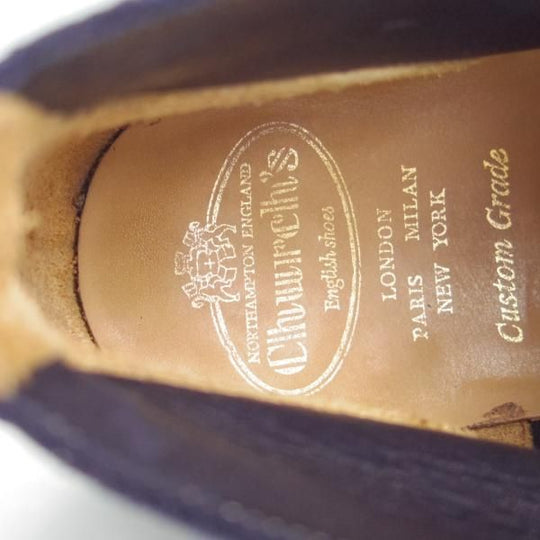 NORTHAMPTON ENGLAND
Church's
English shoes
LONDON
PARIS MILAN
NEW YORK
Custom Grade